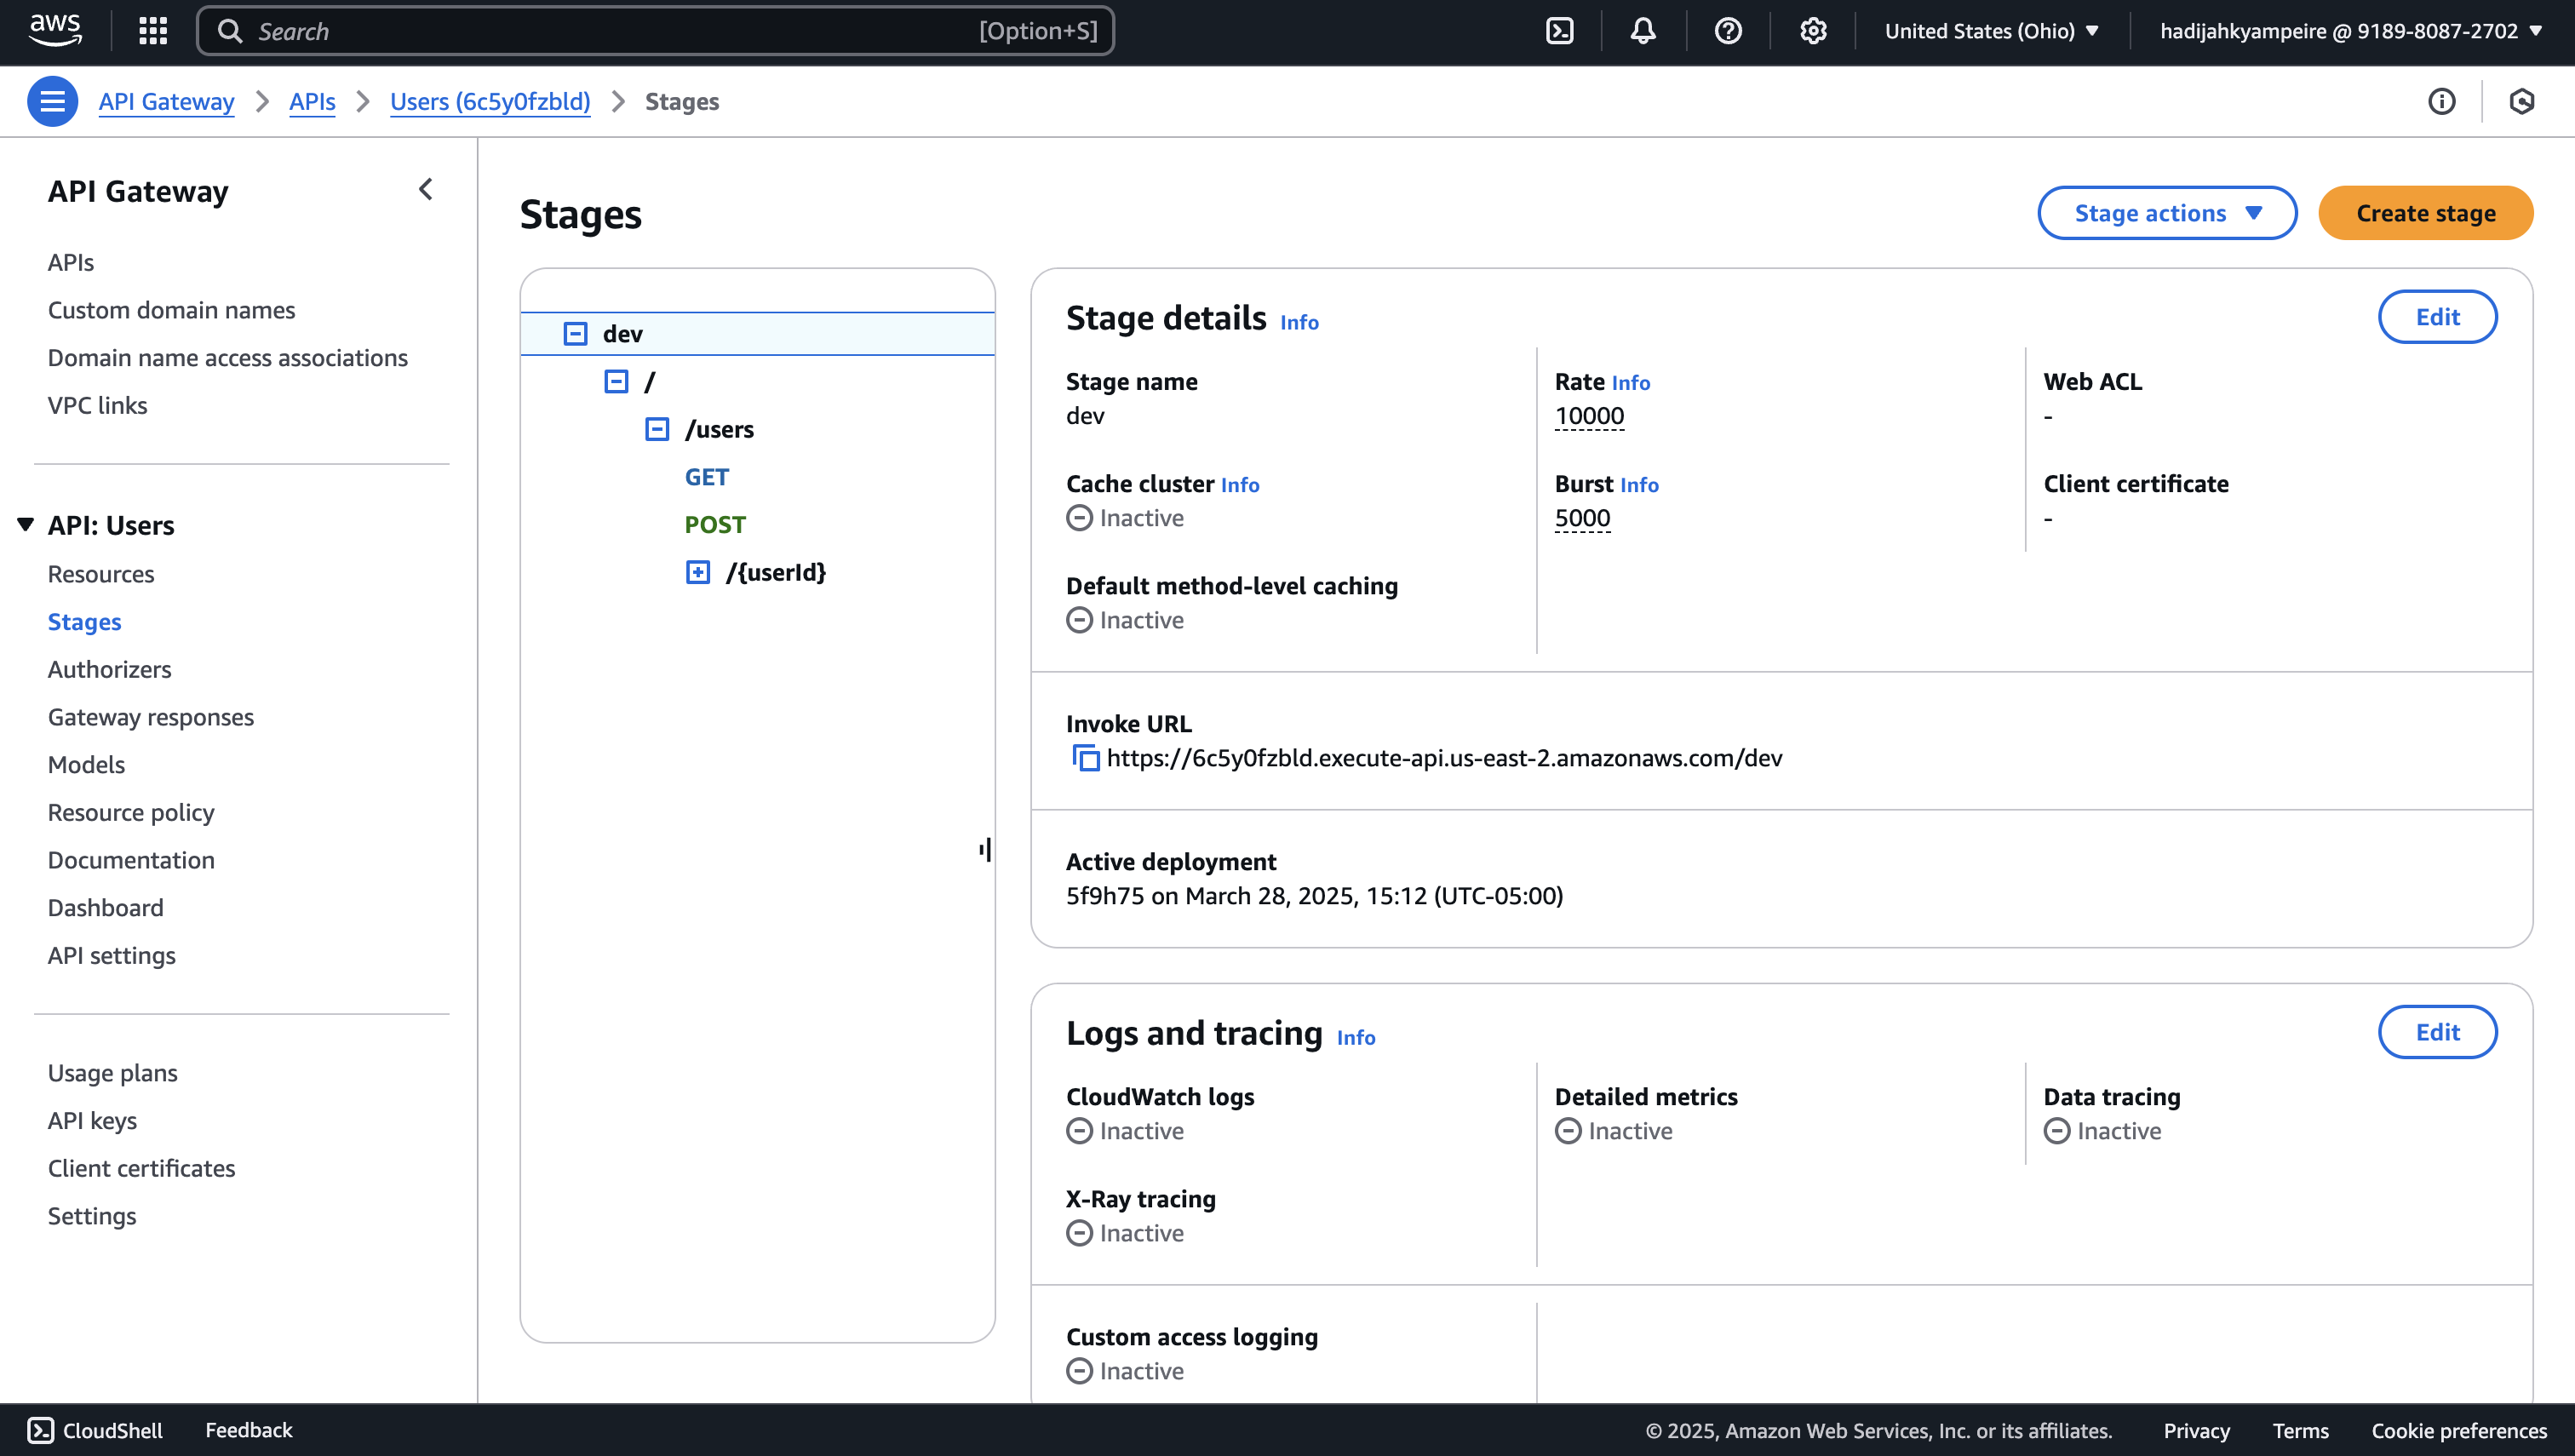 aws
Search [Option+S]
United States (Ohio)
hadijahkyampeire @ 9189-8087-2702
API Gateway
APIs
Users (6c5y0fzbld)
Stages
API Gateway
APIs
Custom domain names
Domain name access associations
VPC links
API: Users
Resources
Stages
Authorizers
Gateway responses
Models
Resource policy
Documentation
Dashboard
API settings
Usage plans
API keys
Client certificates
Settings
Stages
Stage actions
Create stage
dev
/
/users
GET
POST
/{userId}
Stage details Info
Edit
Stage name
dev
Rate Info
10000
Web ACL
-
Cache cluster Info
Inactive
Burst Info
5000
Client certificate
-
Default method-level caching
Inactive
Invoke URL
https://6c5y0fzbld.execute-api.us-east-2.amazonaws.com/dev
Active deployment
5f9h75 on March 28, 2025, 15:12 (UTC-05:00)
Logs and tracing Info
Edit
CloudWatch logs
Inactive
Detailed metrics
Inactive
Data tracing
Inactive
X-Ray tracing
Inactive
Custom access logging
Inactive
CloudShell
Feedback
© 2025, Amazon Web Services, Inc. or its affiliates.
Privacy
Terms
Cookie preferences